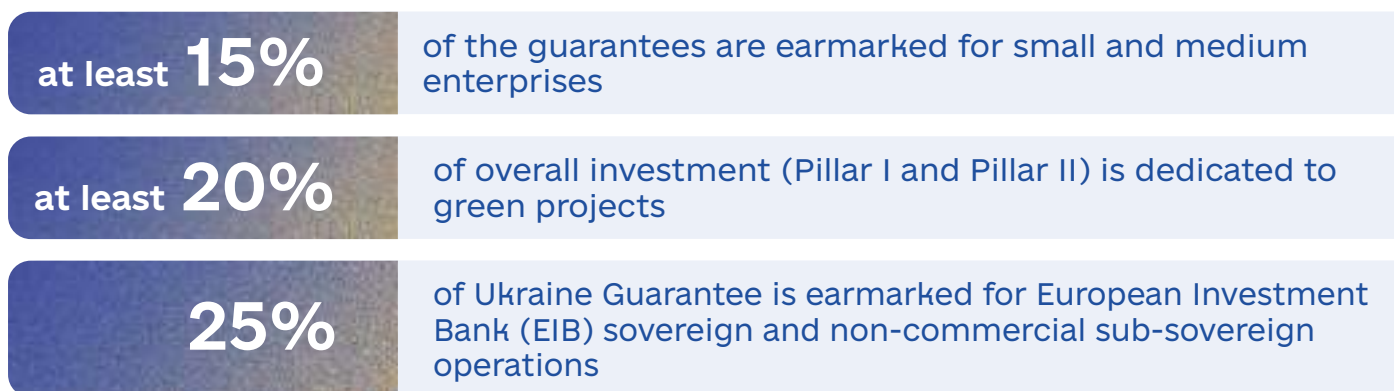 at least 15%
of the guarantees are earmarked for small and medium
enterprises
at least 20%
of overall investment (Pillar I and Pillar II) is dedicated to
green projects
25%
of Ukraine Guarantee is earmarked for European Investment
Bank (EIB) sovereign and non-commercial sub-sovereign
operations